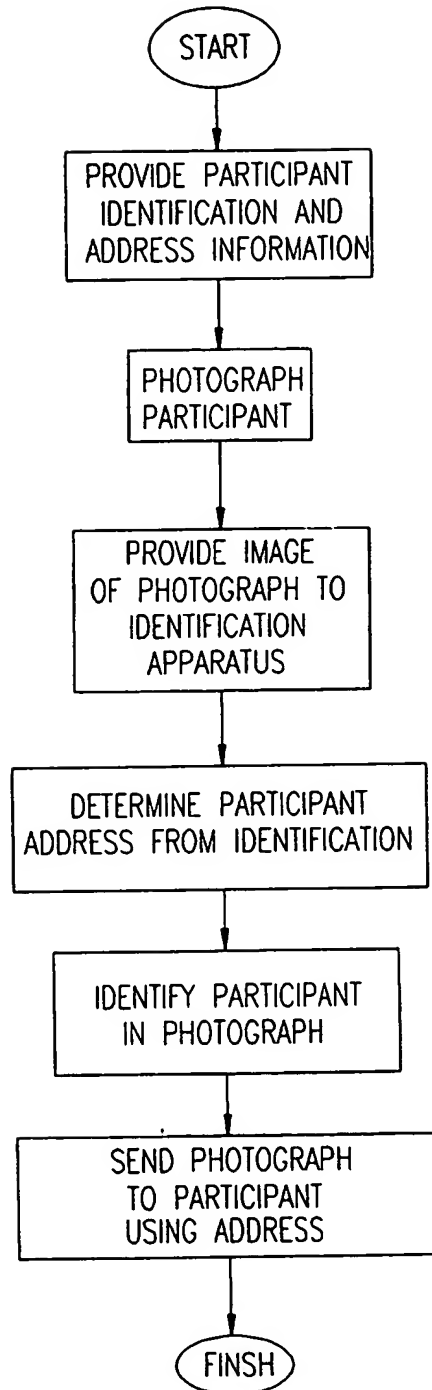 START
PROVIDE PARTICIPANT
IDENTIFICATION AND
ADDRESS INFORMATION
PHOTOGRAPH
PARTICIPANT
PROVIDE IMAGE
OF PHOTOGRAPH TO
IDENTIFICATION
APPARATUS
DETERMINE PARTICIPANT
ADDRESS FROM IDENTIFICATION
IDENTIFY PARTICIPANT
IN PHOTOGRAPH
SEND PHOTOGRAPH
TO PARTICIPANT
USING ADDRESS
FINSH